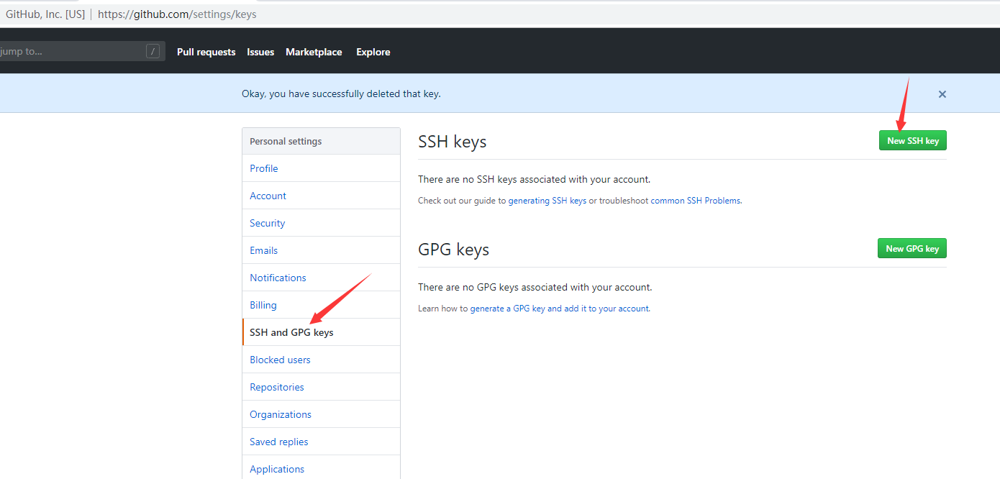 GitHub, Inc. [US] | https://github.com/settings/keys
jump to... /
Pull requests Issues Marketplace Explore
Okay, you have successfully deleted that key.
Personal settings
Profile
Account
Security
Emails
Notifications
Billing
SSH and GPG keys
Blocked users
Repositories
Organizations
Saved replies
Applications
SSH keys
New SSH key
There are no SSH keys associated with your account.
Check out our guide to generating SSH keys or troubleshoot common SSH Problems.
GPG keys
New GPG key
There are no GPG keys associated with your account.
Learn how to generate a GPG key and add it to your account.